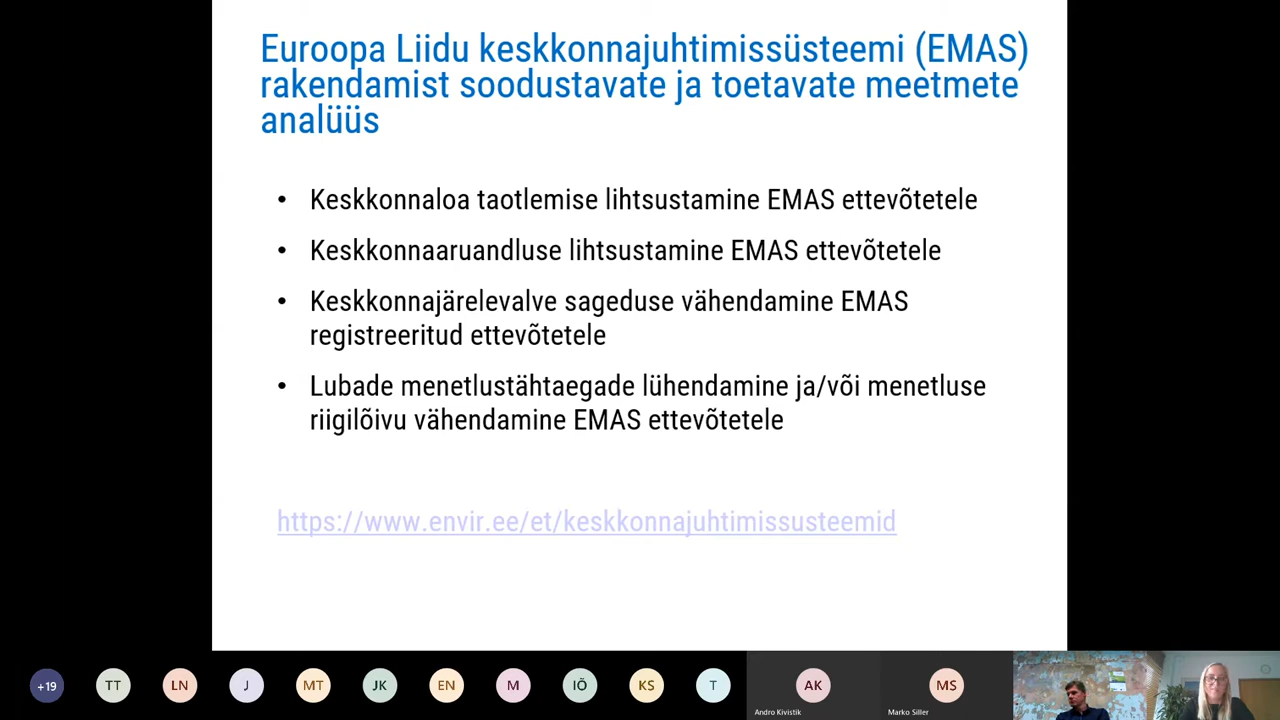 Euroopa Liidu keskkonnajuhtimissüsteemi (EMAS)
rakendamist soodustavate ja toetavate meetmete
analüüs
• Keskkonnaloa taotlemise lihtsustamine EMAS ettevõtetele
• Keskkonnaaruandluse lihtsustamine EMAS ettevõtetele
• Keskkonnajärelevalve sageduse vähendamine EMAS
registreeritud ettevõtetele
• Lubade menetlustähtaegade lühendamine ja/või menetluse
riigilõivu vähendamine EMAS ettevõtetele
https://www.envir.ee/et/keskkonnajuhtimissusteemid
+19 TT LN J MT JK EN M IÖ KS T AK MS
Andro Kivistik Marko Siller